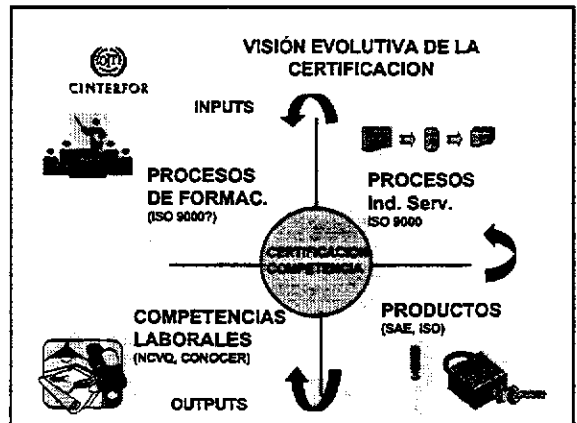 VISIÓN EVOLUTIVA DE LA
CERTIFICACION
CINTERFOR
INPUTS
PROCESOS
DE FORMAC.
(ISO 9000?)
PROCESOS
Ind. Serv.
ISO 9000
CERTIFICACION
COMPETENCIA
COMPETENCIAS
LABORALES
(NCVQ, CONOCER)
PRODUCTOS
(SAE, ISO)
OUTPUTS